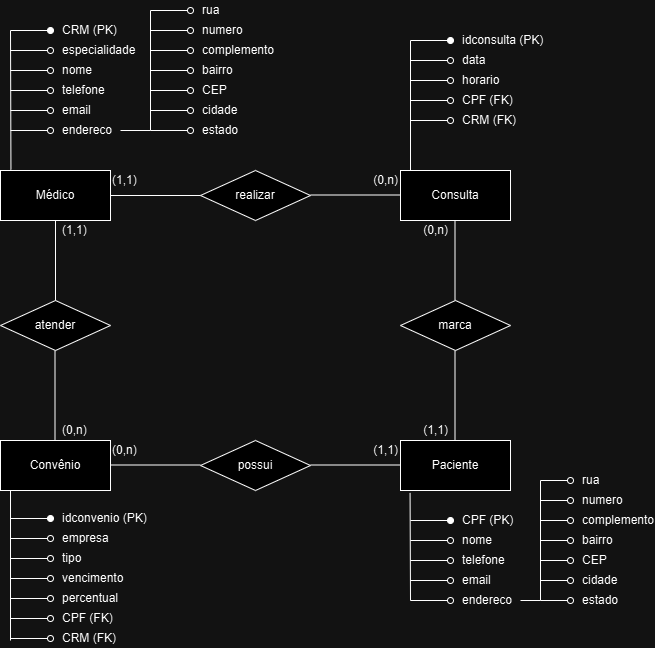 CRM (PK)
especialidade
nome
telefone
email
endereco
rua
numero
complemento
bairro
CEP
cidade
estado
idconsulta (PK)
data
horario
CPF (FK)
CRM (FK)
Médico
(1,1)
realizar
(0,n)
Consulta
(1,1)
(0,n)
atender
marca
(0,n)
(1,1)
Convênio
(0,n)
possui
(1,1)
Paciente
idconvenio (PK)
empresa
tipo
vencimento
percentual
CPF (FK)
CRM (FK)
CPF (PK)
nome
telefone
email
endereco
rua
numero
complemento
bairro
CEP
cidade
estado